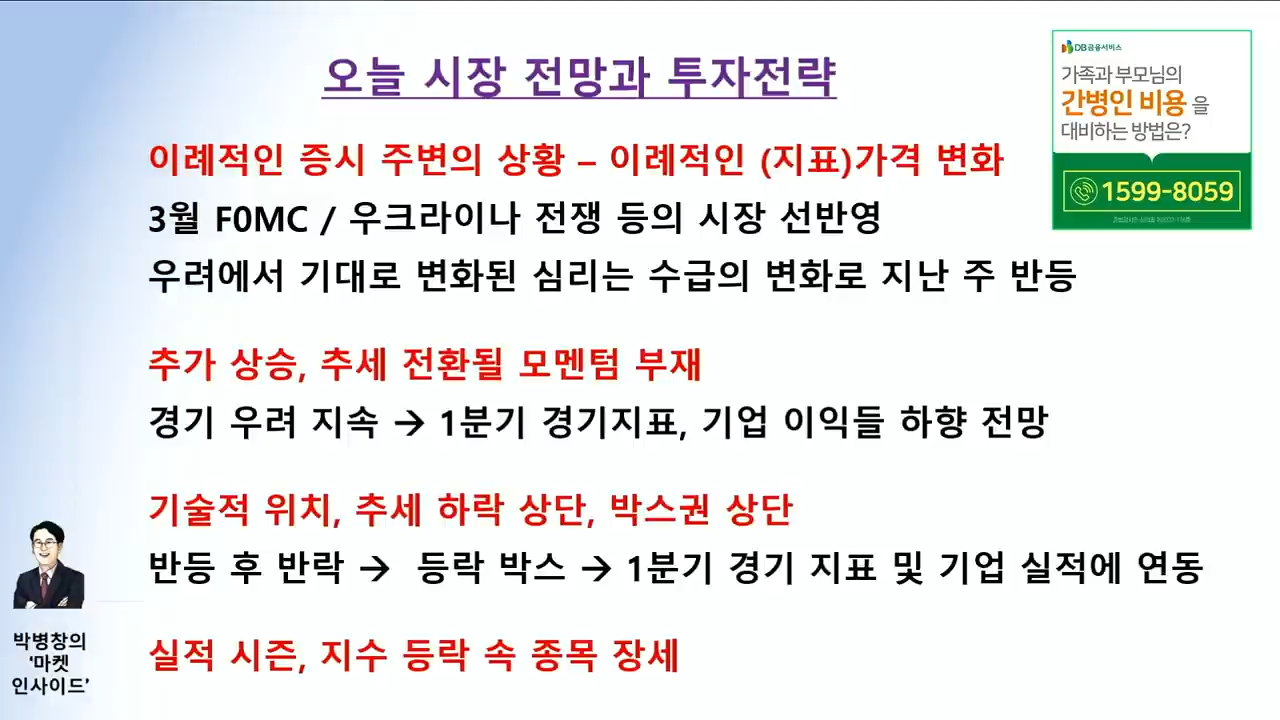 오늘 시장 전망과 투자전략
이례적인 증시 주변의 상황 – 이례적인 (지표)가격 변화
3월 F0MC / 우크라이나 전쟁 등의 시장 선반영
우려에서 기대로 변화된 심리는 수급의 변화로 지난 주 반등
추가 상승, 추세 전환될 모멘텀 부재
경기 우려 지속 → 1분기 경기지표, 기업 이익들 하향 전망
기술적 위치, 추세 하락 상단, 박스권 상단
반등 후 반락 → 등락 박스 → 1분기 경기 지표 및 기업 실적에 연동
실적 시즌, 지수 등락 속 종목 장세
DB금융서비스
가족과 부모님의
간병인 비용 을
대비하는 방법은?
1599-8059
박병창의
‘마켓
인사이드’